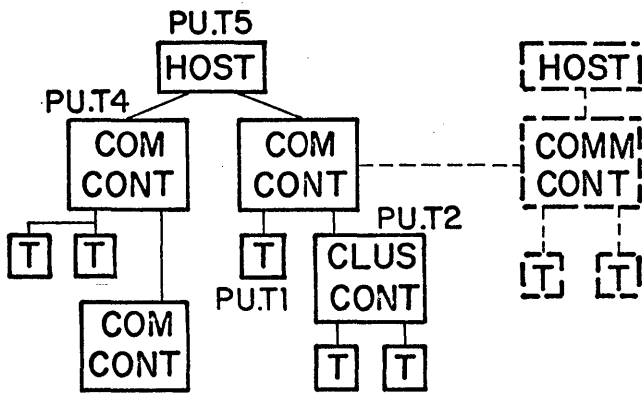 PU.T5
HOST
HOST
PU.T4
COM
CONT
COM
CONT
COMM
CONT
PU.T2
T
T
T
CLUS
CONT
T
T
PU.T1
COM
CONT
T
T